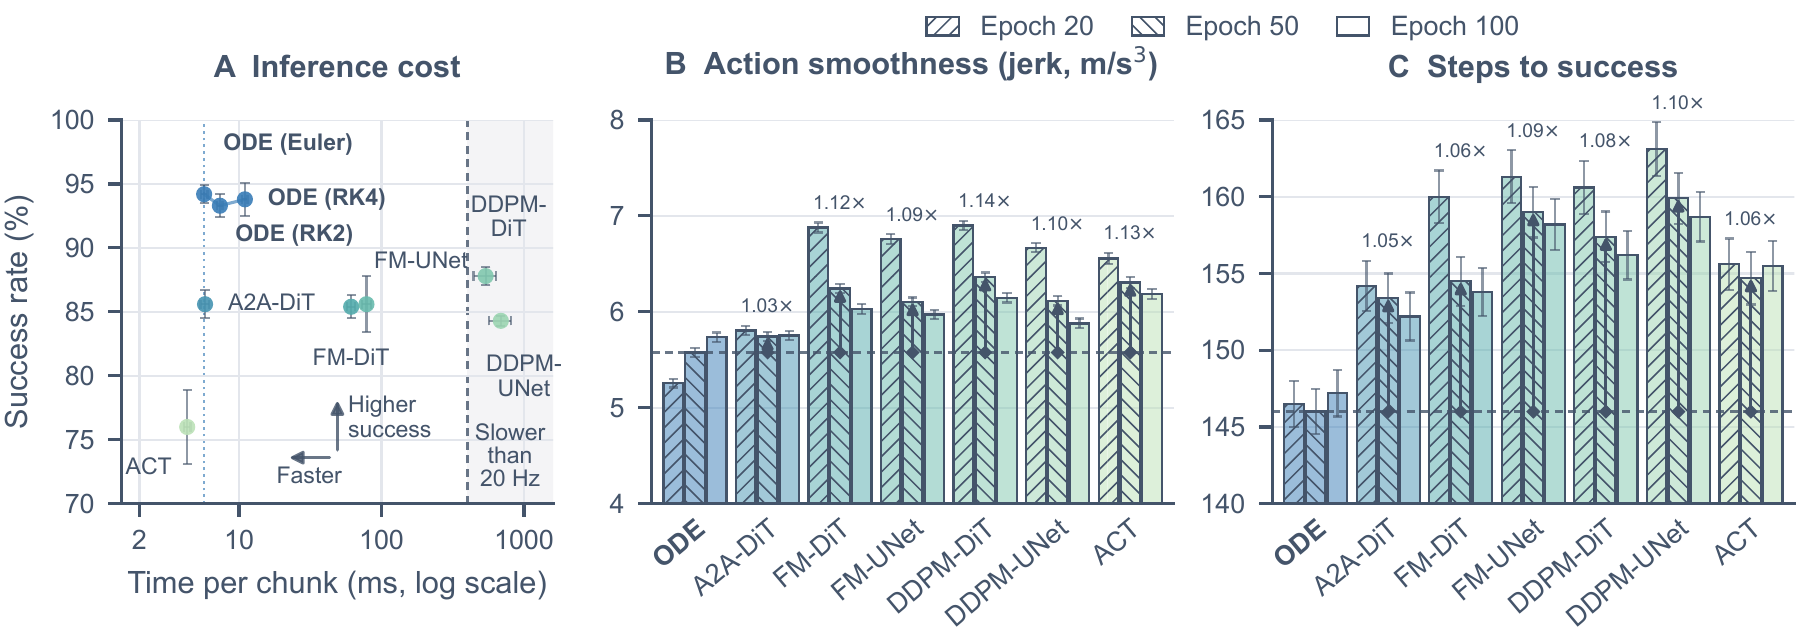 Epoch 20 Epoch 50 Epoch 100
A Inference cost
Success rate (%)
100
95
90
85
80
75
70
ODE (Euler)
ODE (RK4)
ODE (RK2)
DDPM-
DiT
FM-UNet
A2A-DiT
FM-DiT
DDPM-
UNet
Higher
success
Faster
ACT
Slower
than
20 Hz
2 10 100 1000
Time per chunk (ms, log scale)
B Action smoothness (jerk, m/s³)
8
7
6
5
4
1.03×
1.12×
1.09×
1.14×
1.10×
1.13×
ODE
A2A-DiT
FM-DiT
FM-UNet
DDPM-DiT
DDPM-UNet
ACT
C Steps to success
165
160
155
150
145
140
1.05×
1.06×
1.09×
1.08×
1.10×
1.06×
ODE
A2A-DiT
FM-DiT
FM-UNet
DDPM-DiT
DDPM-UNet
ACT